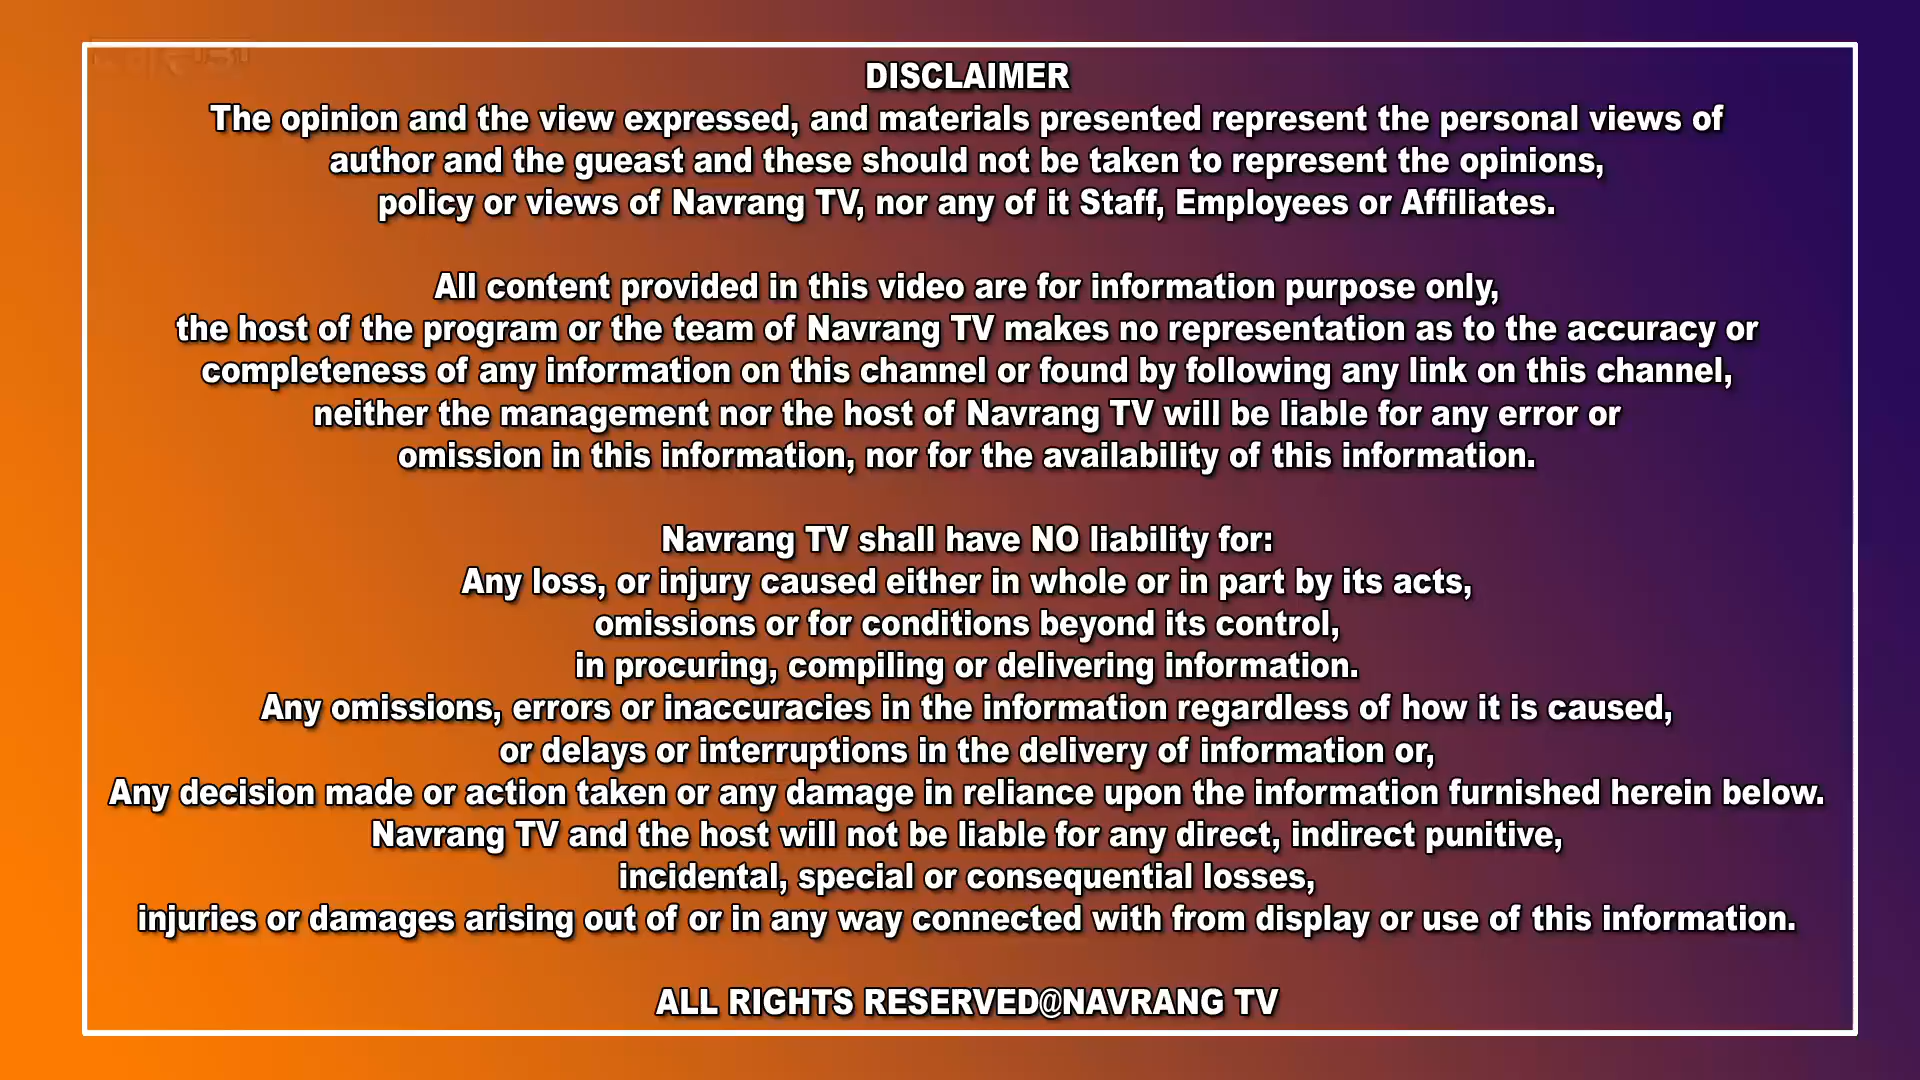 DISCLAIMER
The opinion and the view expressed, and materials presented represent the personal views of
author and the gueast and these should not be taken to represent the opinions,
policy or views of Navrang TV, nor any of it Staff, Employees or Affiliates.
All content provided in this video are for information purpose only,
the host of the program or the team of Navrang TV makes no representation as to the accuracy or
completeness of any information on this channel or found by following any link on this channel,
neither the management nor the host of Navrang TV will be liable for any error or
omission in this information, nor for the availability of this information.
Navrang TV shall have NO liability for:
Any loss, or injury caused either in whole or in part by its acts,
omissions or for conditions beyond its control,
in procuring, compiling or delivering information.
Any omissions, errors or inaccuracies in the information regardless of how it is caused,
or delays or interruptions in the delivery of information or,
Any decision made or action taken or any damage in reliance upon the information furnished herein below.
Navrang TV and the host will not be liable for any direct, indirect punitive,
incidental, special or consequential losses,
injuries or damages arising out of or in any way connected with from display or use of this information.
ALL RIGHTS RESERVED@NAVRANG TV